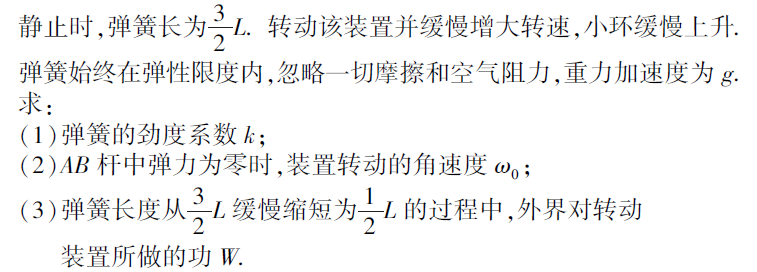 静止时,弹簧长为$\frac{3}{2}L$. 转动该装置并缓慢增大转速,小环缓慢上升.
弹簧始终在弹性限度内,忽略一切摩擦和空气阻力,重力加速度为 g.
求:
(1)弹簧的劲度系数 k;
(2)AB 杆中弹力为零时,装置转动的角速度 ω₀;
(3)弹簧长度从$\frac{3}{2}L$ 缓慢缩短为$\frac{1}{2}L$ 的过程中,外界对转动
装置所做的功 W.